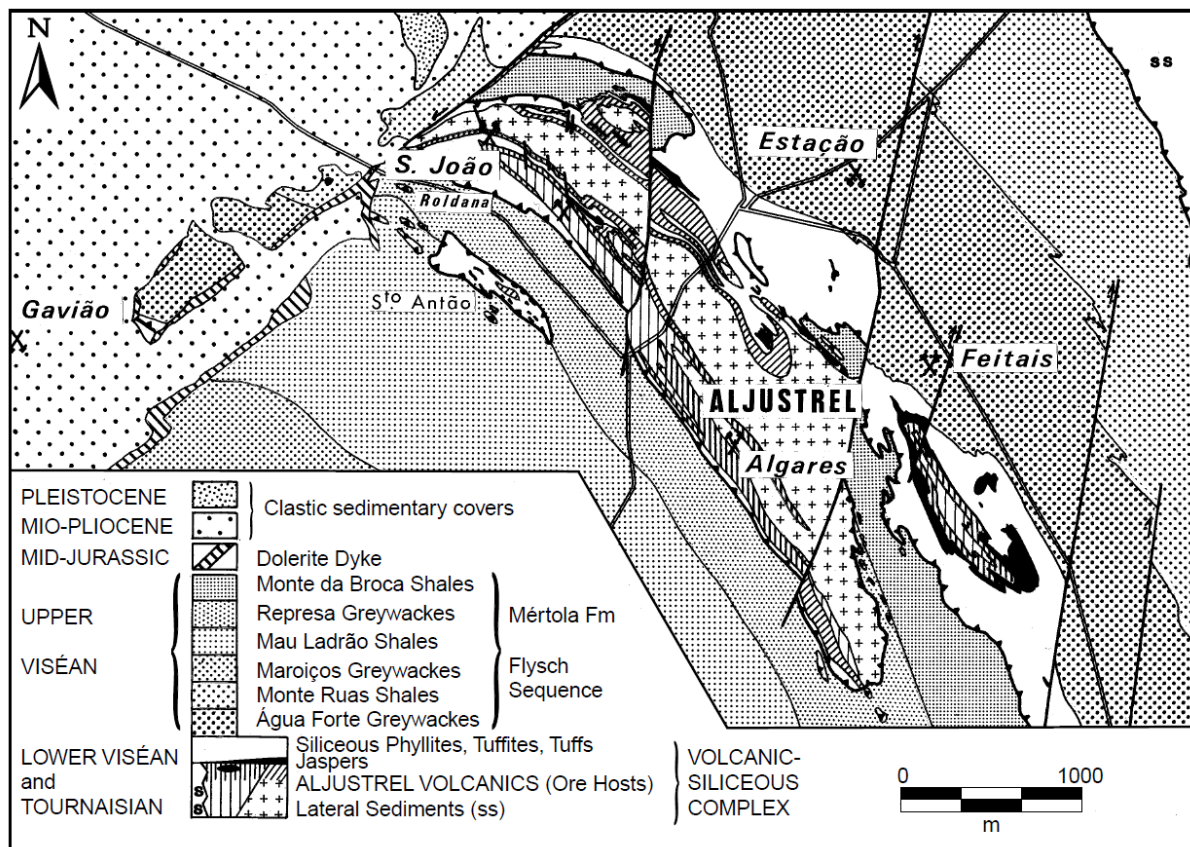 N
ss
Estação
S. João
Roldana
Sto Antão
Gavião
Feitais
ALJUSTREL
Algares
PLEISTOCENE
MIO-PLIOCENE
Clastic sedimentary covers
MID-JURASSIC
Dolerite Dyke
UPPER
VISÉAN
Monte da Broca Shales
Represa Greywackes
Mau Ladrão Shales
Maroiços Greywackes
Monte Ruas Shales
Água Forte Greywackes
Mértola Fm
Flysch
Sequence
LOWER VISÉAN
and
TOURNAISIAN
s
s
Siliceous Phyllites, Tuffites, Tuffs
Jaspers
ALJUSTREL VOLCANICS (Ore Hosts)
Lateral Sediments (ss)
VOLCANIC-
SILICEOUS
COMPLEX
0 1000
m